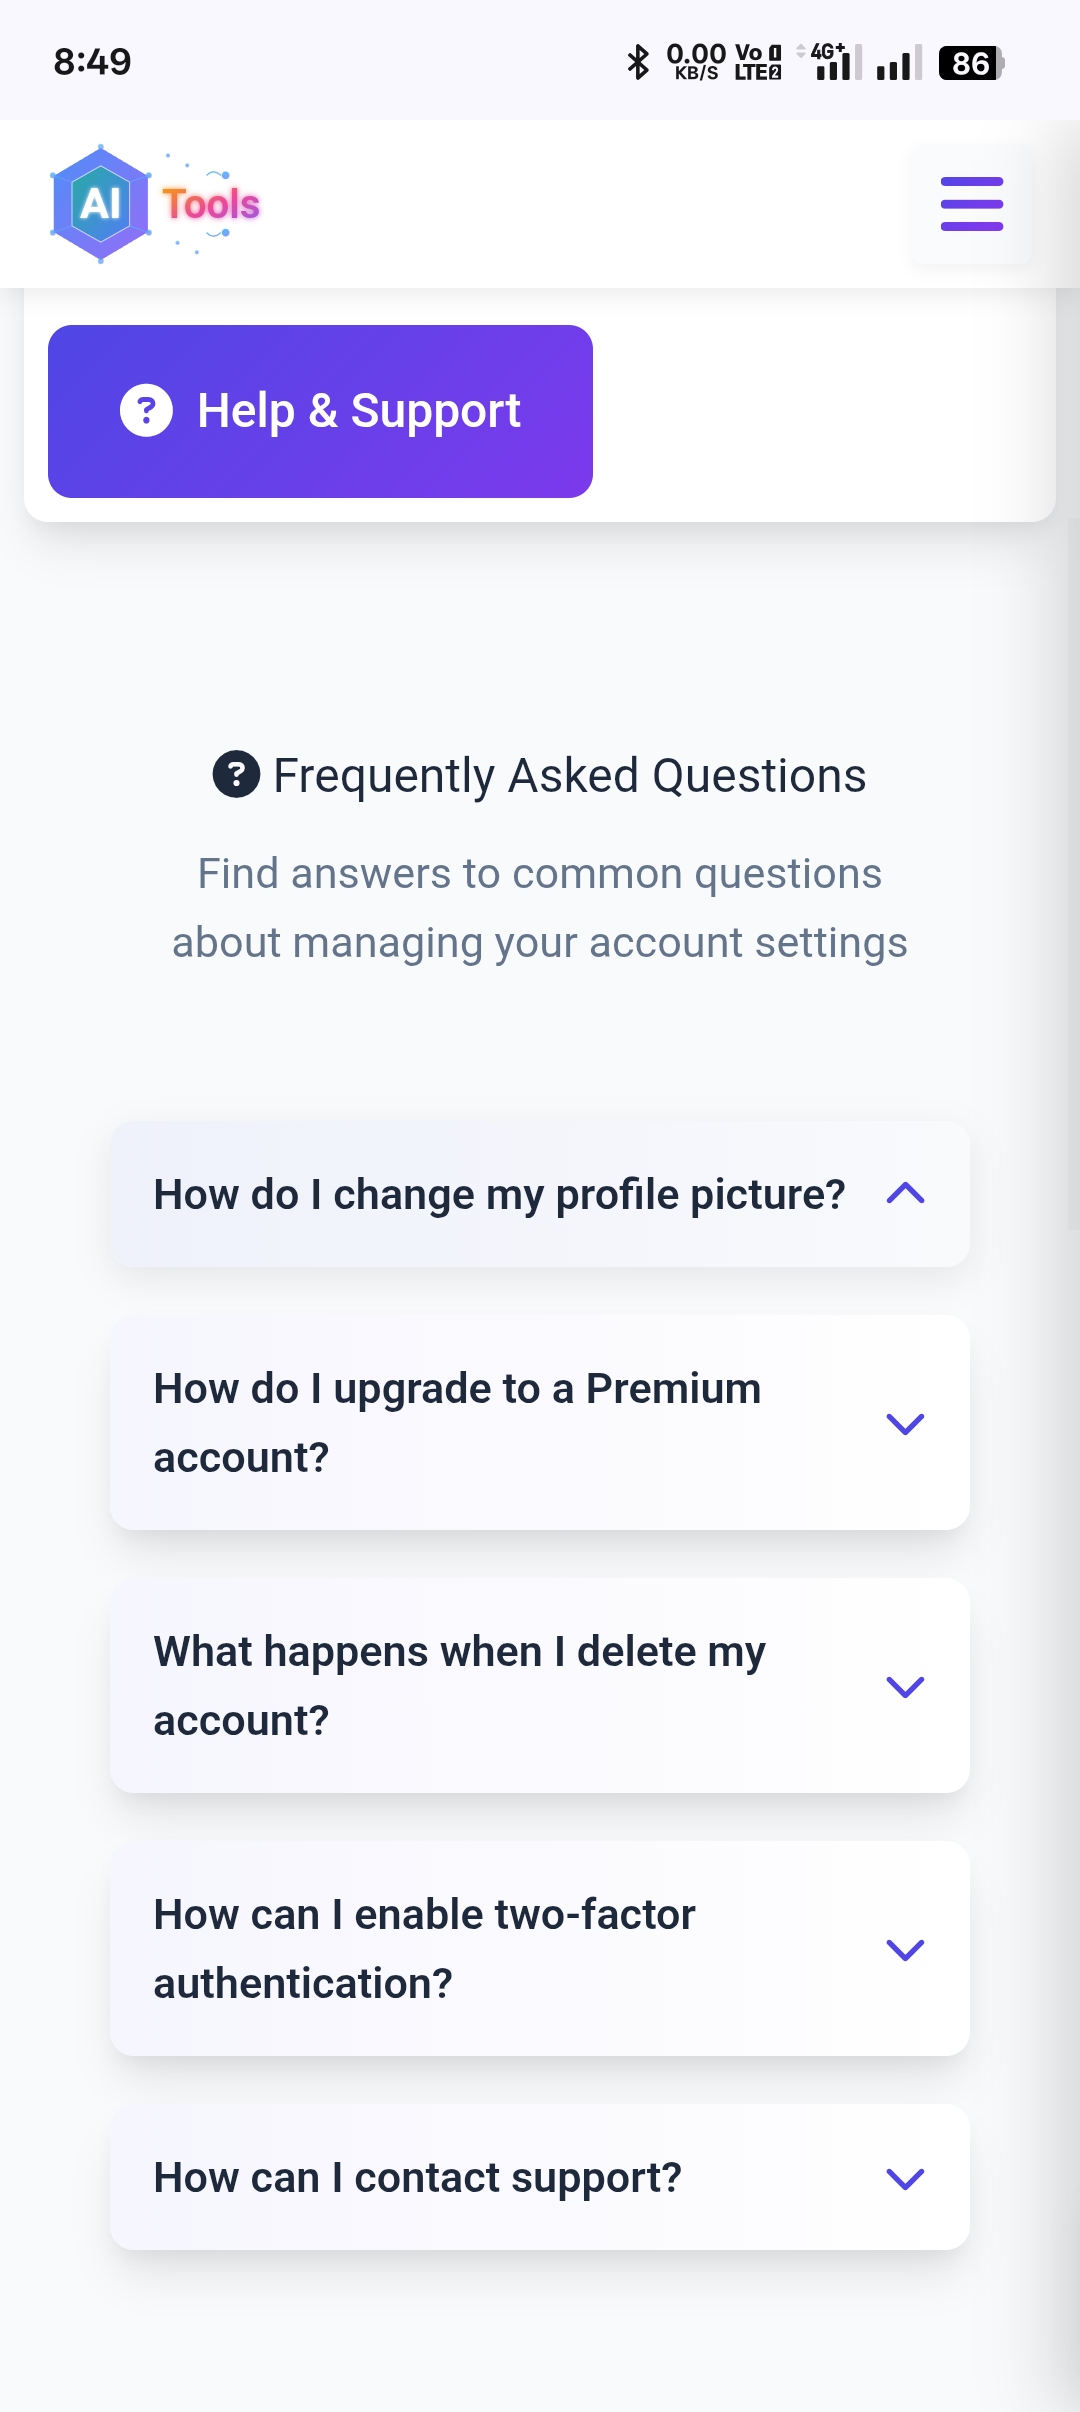 8:49
0.00 KB/S Vo 1 LTE 2 4G+ 86
AI Tools
Help & Support
Frequently Asked Questions
Find answers to common questions
about managing your account settings
How do I change my profile picture?
How do I upgrade to a Premium
account?
What happens when I delete my
account?
How can I enable two-factor
authentication?
How can I contact support?